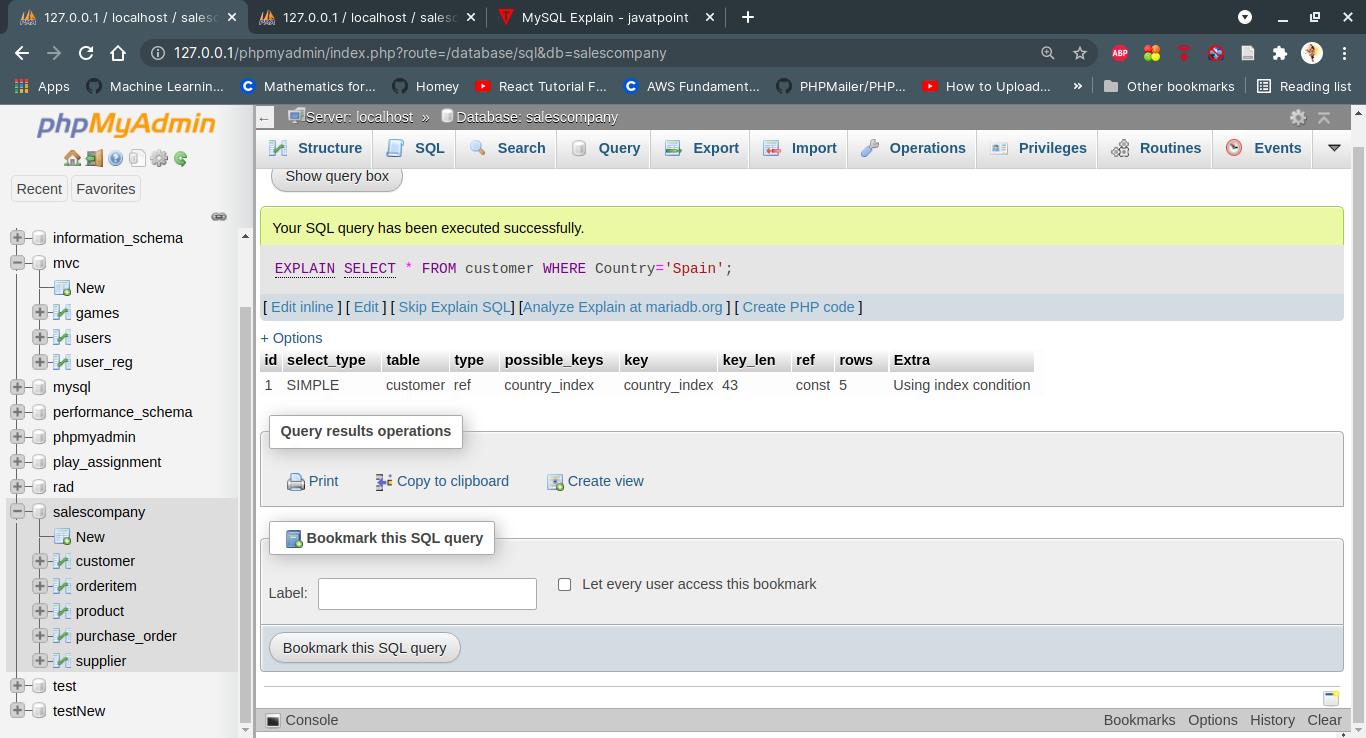 127.0.0.1 / localhost / salesc
127.0.0.1 / localhost / salesc
MySQL Explain - javatpoint
127.0.0.1/phpmyadmin/index.php?route=/database/sql&db=salescompany
ABP
Apps
Machine Learnin...
Mathematics for...
Homey
React Tutorial F...
AWS Fundament...
PHPMailer/PHP...
How to Upload...
»
Other bookmarks
Reading list
phpMyAdmin
Recent
Favorites
information_schema
mvc
New
games
users
user_reg
mysql
performance_schema
phpmyadmin
play_assignment
rad
salescompany
New
customer
orderitem
product
purchase_order
supplier
test
testNew
Server: localhost » Database: salescompany
Structure
SQL
Search
Query
Export
Import
Operations
Privileges
Routines
Events
Show query box
Your SQL query has been executed successfully.
EXPLAIN SELECT * FROM customer WHERE Country='Spain';
[ Edit inline ] [ Edit ] [ Skip Explain SQL] [Analyze Explain at mariadb.org ] [ Create PHP code ]
+ Options
id select_type table type possible_keys key key_len ref rows Extra
1 SIMPLE customer ref country_index country_index 43 const 5 Using index condition
Query results operations
Print
Copy to clipboard
Create view
Bookmark this SQL query
Label:
Let every user access this bookmark
Bookmark this SQL query
Console
Bookmarks
Options
History
Clear